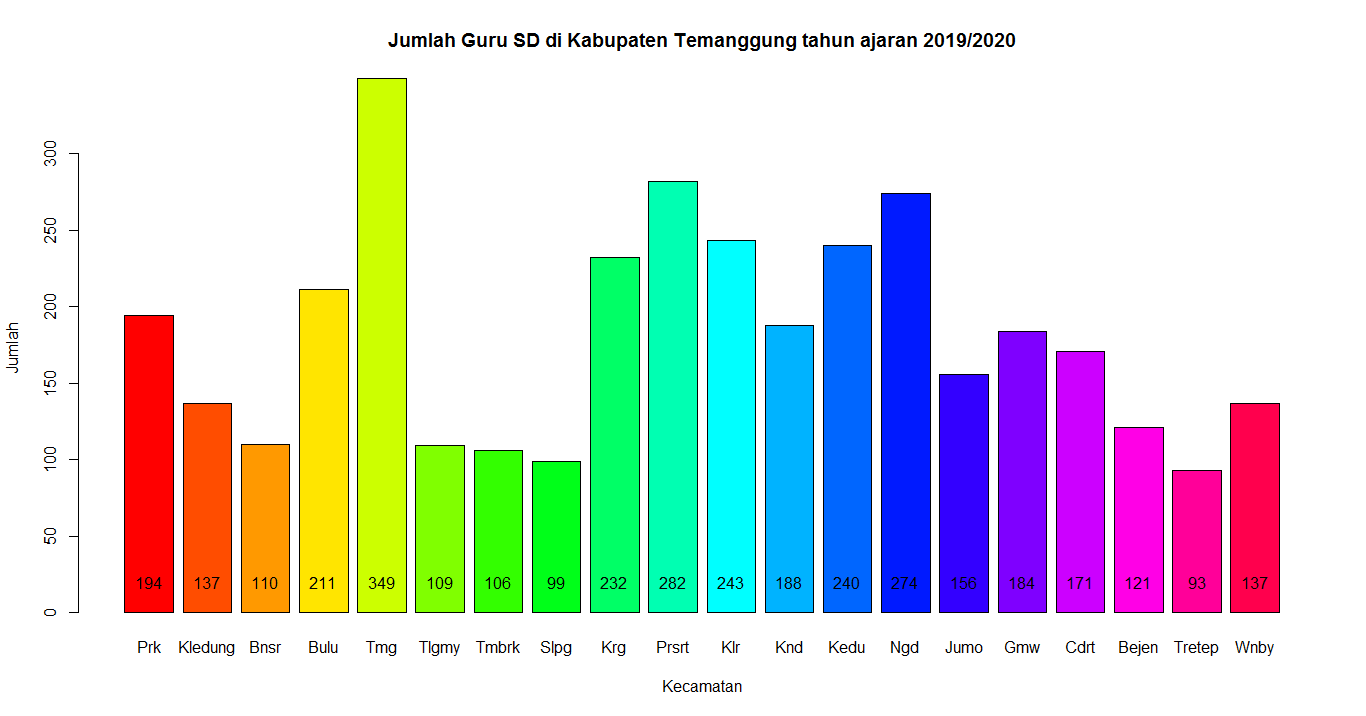 Jumlah Guru SD di Kabupaten Temanggung tahun ajaran 2019/2020
300
250
200
150
100
50
0
Jumlah
194 137 110 211 349 109 106 99 232 282 243 188 240 274 156 184 171 121 93 137
Prk Kledung Bnsr Bulu Tmg Tlgmy Tmbrk Slpg Krg Prsrt Klr Knd Kedu Ngd Jumo Gmw Cdrt Bejen Tretep Wnby
Kecamatan